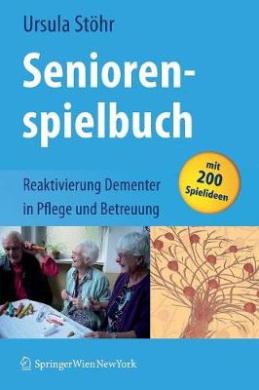 Ursula Stöhr
Senioren-
spielbuch
mit
200
Spielideen
Reaktivierung Dementer
in Pflege und Betreuung
SpringerWienNewYork